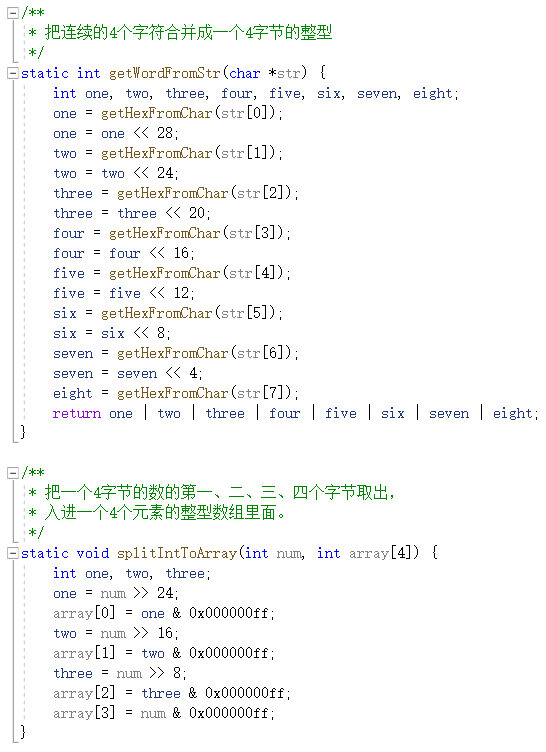 /**
 * 把连续的4个字符合并成一个4字节的整型
 */
static int getWordFromStr(char *str) {
    int one, two, three, four, five, six, seven, eight;
    one = getHexFromChar(str[0]);
    one = one << 28;
    two = getHexFromChar(str[1]);
    two = two << 24;
    three = getHexFromChar(str[2]);
    three = three << 20;
    four = getHexFromChar(str[3]);
    four = four << 16;
    five = getHexFromChar(str[4]);
    five = five << 12;
    six = getHexFromChar(str[5]);
    six = six << 8;
    seven = getHexFromChar(str[6]);
    seven = seven << 4;
    eight = getHexFromChar(str[7]);
    return one | two | three | four | five | six | seven | eight;
}
/**
 * 把一个4字节的数的第一、二、三、四个字节取出，
 * 入进一个4个元素的整型数组里面。
 */
static void splitIntToArray(int num, int array[4]) {
    int one, two, three;
    one = num >> 24;
    array[0] = one & 0x000000ff;
    two = num >> 16;
    array[1] = two & 0x000000ff;
    three = num >> 8;
    array[2] = three & 0x000000ff;
    array[3] = num & 0x000000ff;
}